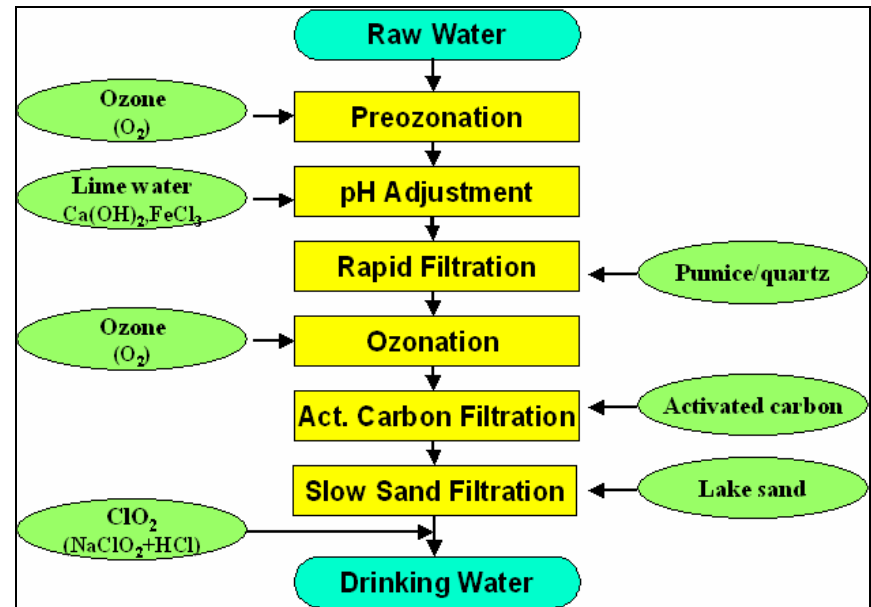 Raw Water
Ozone
(O₂)
Preozonation
Lime water
Ca(OH)₂,FeCl₃
pH Adjustment
Rapid Filtration
Pumice/quartz
Ozone
(O₂)
Ozonation
Act. Carbon Filtration
Activated carbon
Slow Sand Filtration
Lake sand
ClO₂
(NaClO₂+HCl)
Drinking Water